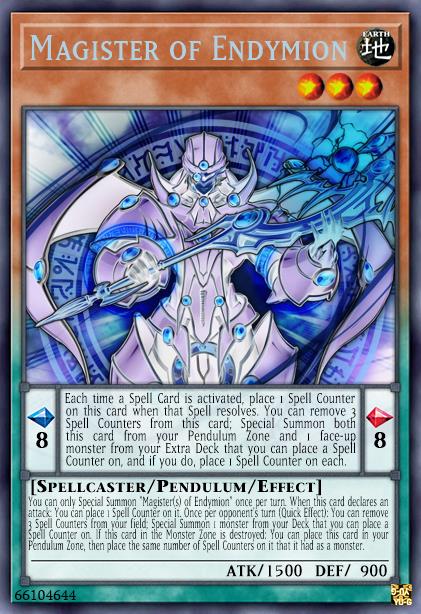 Magister of Endymion
EARTH
地
8
8
Each time a Spell Card is activated, place 1 Spell Counter
on this card when that Spell resolves. You can remove 3
Spell Counters from this card; Special Summon both
this card from your Pendulum Zone and 1 face-up
monster from your Extra Deck that you can place a
Spell Counter on, and if you do, place 1 Spell Counter on each.
[Spellcaster/Pendulum/Effect]
You can only Special Summon "Magister(s) of Endymion" once per turn. When this card declares an
attack: You can place 1 Spell Counter on it. Once per opponent's turn (Quick Effect): You can remove
3 Spell Counters from your field; Special Summon 1 monster from your Deck that you can place a
Spell Counter on. If this card in the Monster Zone is destroyed: You can place this card in your
Pendulum Zone, then place the same number of Spell Counters on it that it had as a monster.
ATK/1500 DEF/ 900
66104644